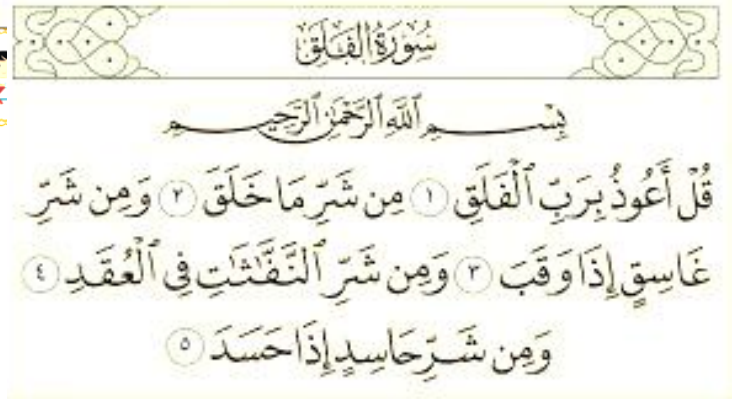 سُورَةُ الفَلَقِ
بِسْمِ ٱللَّهِ ٱلرَّحْمَٰنِ ٱلرَّحِيمِ
قُلْ أَعُوذُ بِرَبِّ ٱلْفَلَقِ ١ مِن شَرِّ مَا خَلَقَ ٢ وَمِن شَرِّ
غَاسِقٍ إِذَا وَقَبَ ٣ وَمِن شَرِّ ٱلنَّفَّٰثَٰتِ فِى ٱلْعُقَدِ ٤
وَمِن شَرِّ حَاسِدٍ إِذَا حَسَدَ ٥